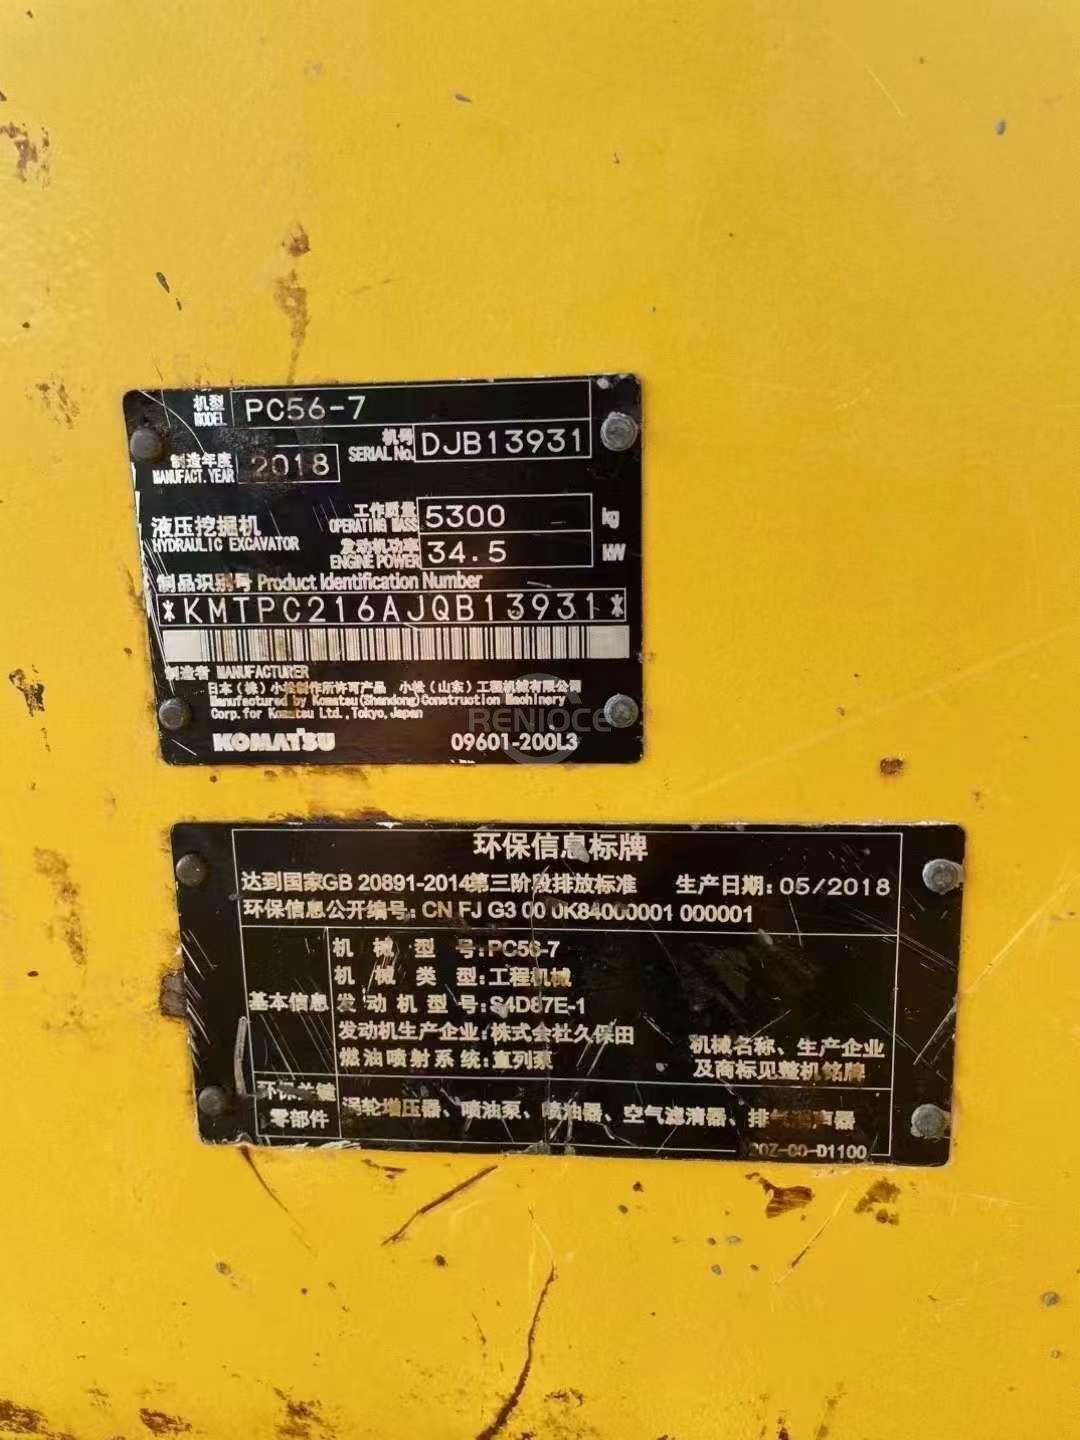 机型 PC56-7
MODEL
机号 DJB13931
SERIAL No.
制造年度 2018
MANUFACT. YEAR
工作质量 5300 kg
OPERATING MASS
液压挖掘机
HYDRAULIC EXCAVATOR
发动机功率 34.5 kW
ENGINE POWER
制品识别号 Product Identification Number
*KMTPC216AJQB13931*
制造者 MANUFACTURER
日本(株)小松制作所许可产品 小松(山东)工程机械有限公司
Manufactured by Komatsu(Shandong)Construction Machinery
Corp. for Komatsu Ltd., Tokyo, Japan
RENIOCE
KOMATSU 09601-200L3
环保信息标牌
达到国家GB 20891-2014第三阶段排放标准 生产日期: 05/2018
环保信息公开编号: CN FJ G3 00 0K84000001 000001
基本信息
机械型号:PC56-7
机械类型:工程机械
发动机型号:S4D87E-1
发动机生产企业:株式会社久保田
燃油喷射系统:直列泵
机械名称、生产企业
及商标见整机铭牌
环保关键
零部件
涡轮增压器、喷油泵、喷油器、空气滤清器、排气消声器
20Z-00-D1100